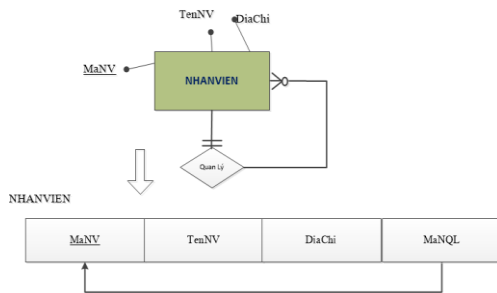 TenNV
DiaChi
MaNV
NHANVIEN
Quan Lý
NHANVIEN
MaNV
TenNV
DiaChi
MaNQL